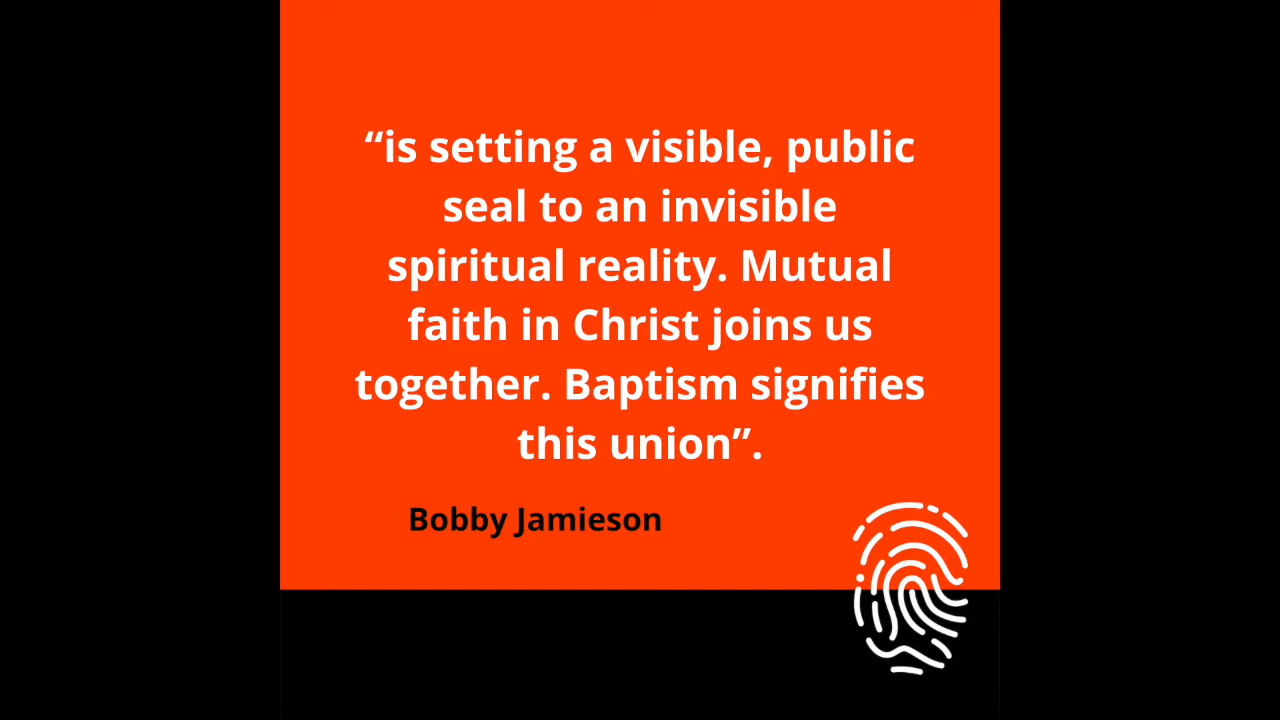 “is setting a visible, public
seal to an invisible
spiritual reality. Mutual
faith in Christ joins us
together. Baptism signifies
this union”.
Bobby Jamieson